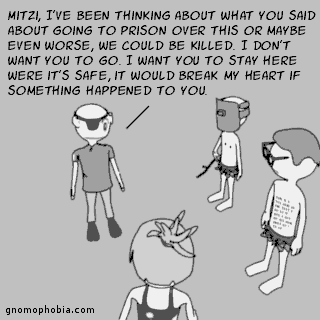 MITZI, I'VE BEEN THINKING ABOUT WHAT YOU SAID
ABOUT GOING TO PRISON OVER THIS OR MAYBE
EVEN WORSE, WE COULD BE KILLED. I DON'T
WANT YOU TO GO. I WANT YOU TO STAY HERE
WERE IT'S SAFE, IT WOULD BREAK MY HEART IF
SOMETHING HAPPENED TO YOU.
gnomophobia.com